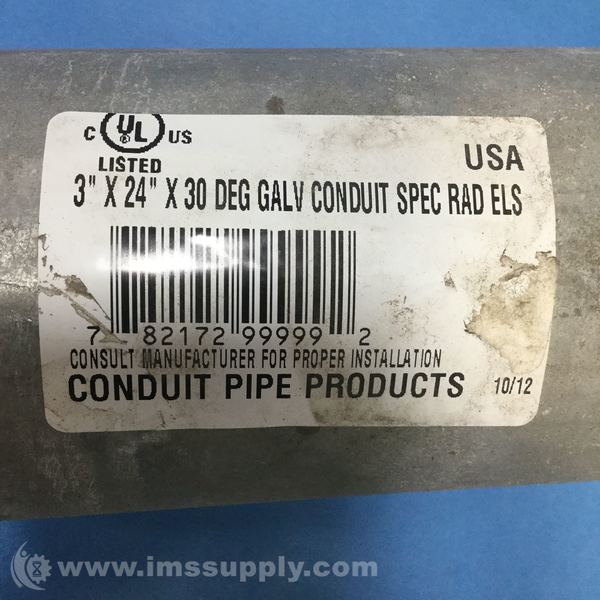 C UL US
LISTED
USA
3" X 24" X 30 DEG GALV CONDUIT SPEC RAD ELS
7 82172 99999 2
CONSULT MANUFACTURER FOR PROPER INSTALLATION
CONDUIT PIPE PRODUCTS 10/12
www.imssupply.com